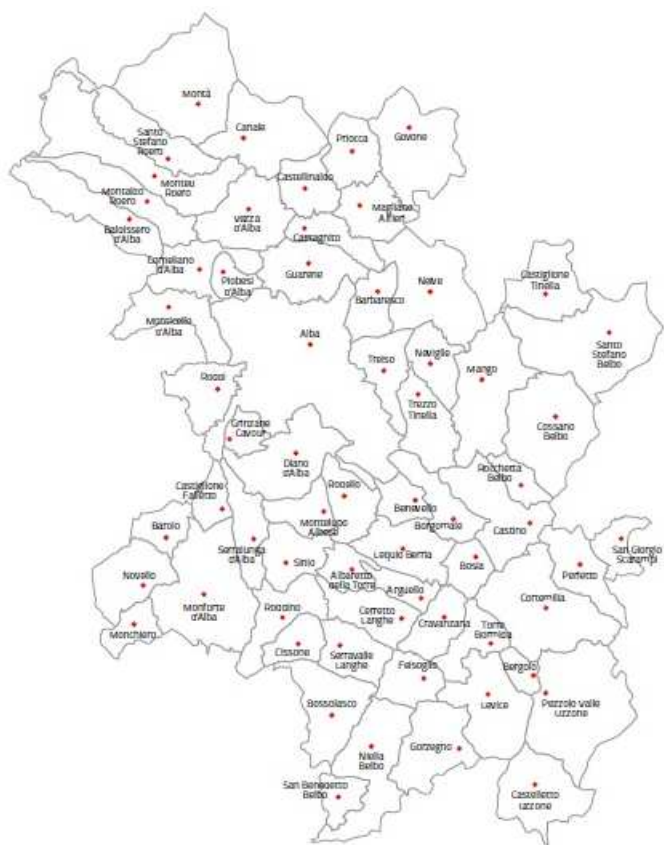 Montà
Canale
Priocca
Govone
Santo
Stefano
Roero
Monteu
Roero
Montaldo
Roero
Baldissero
d'Alba
Castellinaldo
Vezza
d'Alba
Magliano
Alfieri
Castagnito
Corneliano
d'Alba
Piobesi
d'Alba
Guarene
Barbaresco
Neive
Castiglione
Tinella
Monticello
d'Alba
Alba
Treiso
Neviglie
Mango
Santo
Stefano
Belbo
Roddi
Trezzo
Tinella
Cossano
Belbo
Grinzane
Cavour
Diano
d'Alba
Rocchetta
Belbo
Castiglione
Falletto
Rodello
Benevello
Borgomale
Castino
Barolo
Montelupo
Albese
Serralunga
d'Alba
Sinio
Lequio Berria
Bosia
San Giorgio
Scarampi
Perletto
Novello
Albaretto
della Torre
Arguello
Monforte
d'Alba
Roddino
Cerretto
Langhe
Cravanzana
Cortemilia
Torre
Bormida
Monchiero
Cissone
Serravalle
Langhe
Feisoglio
Bergolo
Levice
Pezzolo Valle
Uzzone
Bossolasco
Niella
Belbo
Gorzegno
San Benedetto
Belbo
Castelletto
Uzzone